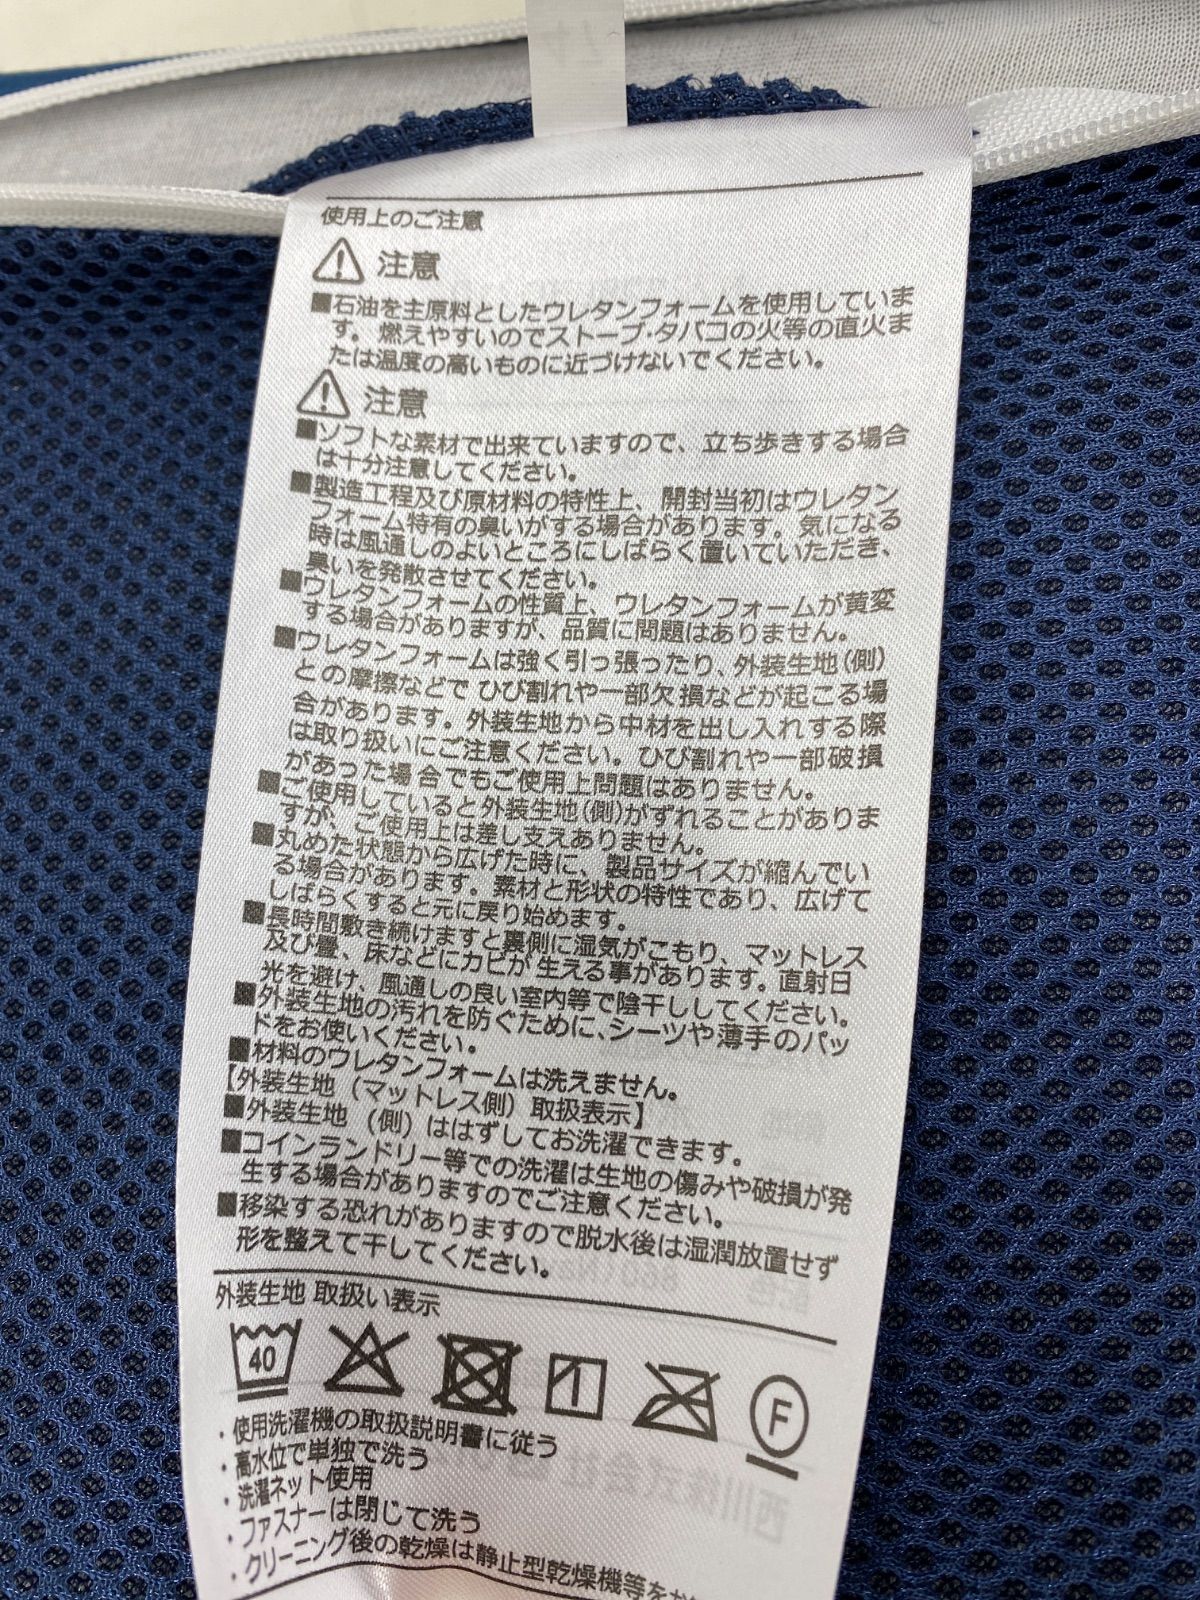 使用上のご注意
注意
■石油を主原料としたウレタンフォームを使用していま
す。燃えやすいのでストーブ・タバコの火等の直火ま
たは温度の高いものに近づけないでください。
注意
■ソフトな素材で出来ていますので、立ち歩きする場合
は十分注意してください。
■製造工程及び原材料の特性上、開封当初はウレタン
フォーム特有の臭いがする場合があります。気になる
時は風通しのよいところにしばらく置いていただき、
臭いを発散させてください。
■ウレタンフォームの性質上、ウレタンフォームが黄変
する場合がありますが、品質に問題はありません。
■ウレタンフォームは強く引っ張ったり、外装生地(側)
との摩擦などで ひび割れや一部欠損などが起こる場
合があります。外装生地から中材を出し入れする際
は取り扱いにご注意ください。ひび割れや一部破損
があった場合でもご使用上問題はありません。
■ご使用していると外装生地(側)がずれることがありま
すが、ご使用上は差し支えありません。
■丸めた状態から広げた時に、製品サイズが縮んでい
る場合があります。素材と形状の特性であり、広げて
しばらくすると元に戻り始めます。
■長時間敷き続けますと裏側に湿気がこもり、マットレス
及び畳、床などにカビが生える事があります。直射日
光を避け、風通しの良い室内等で陰干ししてください。
■外装生地の汚れを防ぐために、シーツや薄手のパッ
ドをお使いください。
■材料のウレタンフォームは洗えません。
【外装生地(マットレス側)取扱表示】
■外装生地(側)ははずしてお洗濯できます。
■コインランドリー等での洗濯は生地の傷みや破損が発
生する場合がありますのでご注意ください。
■移染する恐れがありますので脱水後は湿潤放置せず
形を整えて干してください。
外装生地 取扱い表示
40 F
・使用洗濯機の取扱説明書に従う
・高水位で単独で洗う
・洗濯ネット使用
・ファスナーは閉じて洗う
・クリーニング後の乾燥は静止型乾燥機等を